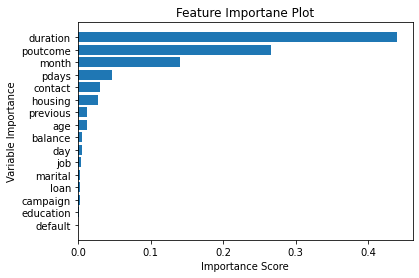 Feature Importane Plot
duration
poutcome
month
pdays
contact
housing
previous
age
balance
day
job
marital
loan
campaign
education
default
Variable Importance
0.0 0.1 0.2 0.3 0.4
Importance Score